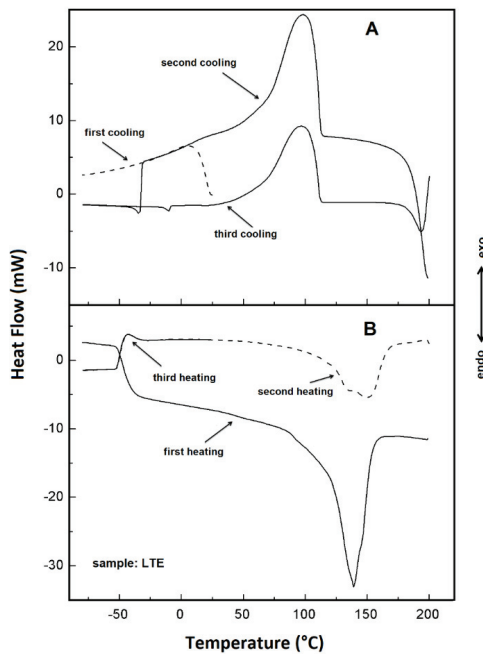 A
20
10
0
-10
second cooling
first cooling
third cooling
Heat Flow (mW)
exo
endo
B
0
-10
-20
-30
third heating
second heating
first heating
sample: LTE
-50
0
50
100
150
200
Temperature (°C)